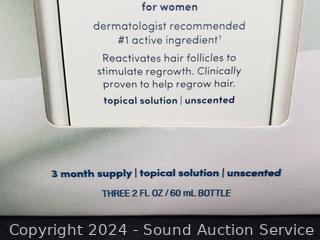 for women
dermatologist recommended
#1 active ingredient†
Reactivates hair follicles to
stimulate regrowth. Clinically
proven to help regrow hair.
topical solution | unscented
3 month supply | topical solution | unscented
THREE 2 FL OZ / 60 mL BOTTLE
Copyright 2024 - Sound Auction Service